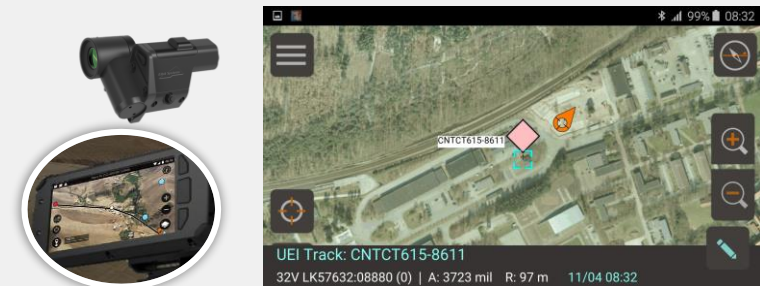 99% 08:32
CNTCT615-8611
UEI Track: CNTCT615-8611
32V LK57632:08880 (0) | A: 3723 mil R: 97 m 11/04 08:32